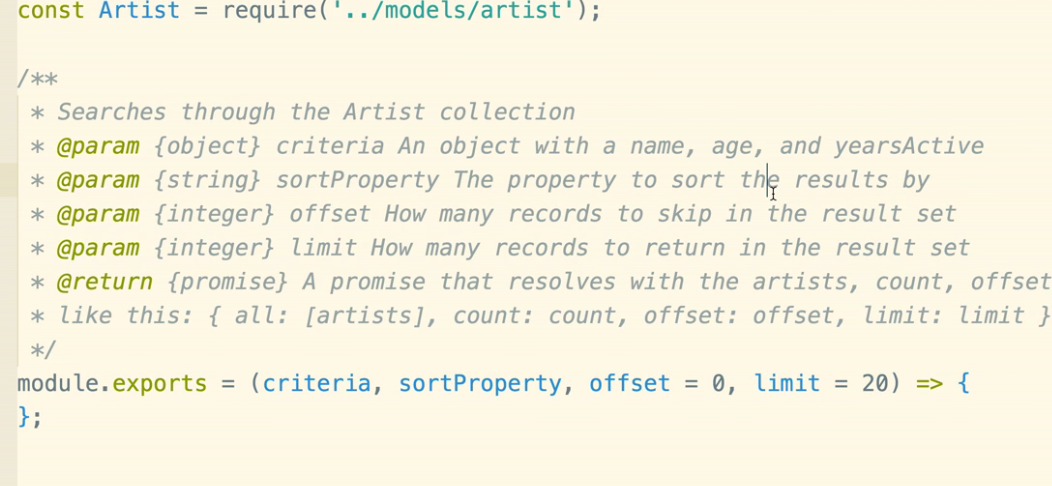 const Artist = require('../models/artist');
/**
* Searches through the Artist collection
* @param {object} criteria An object with a name, age, and yearsActive
* @param {string} sortProperty The property to sort the results by
* @param {integer} offset How many records to skip in the result set
* @param {integer} limit How many records to return in the result set
* @return {promise} A promise that resolves with the artists, count, offset
* like this: { all: [artists], count: count, offset: offset, limit: limit }
*/
module.exports = (criteria, sortProperty, offset = 0, limit = 20) => {
};